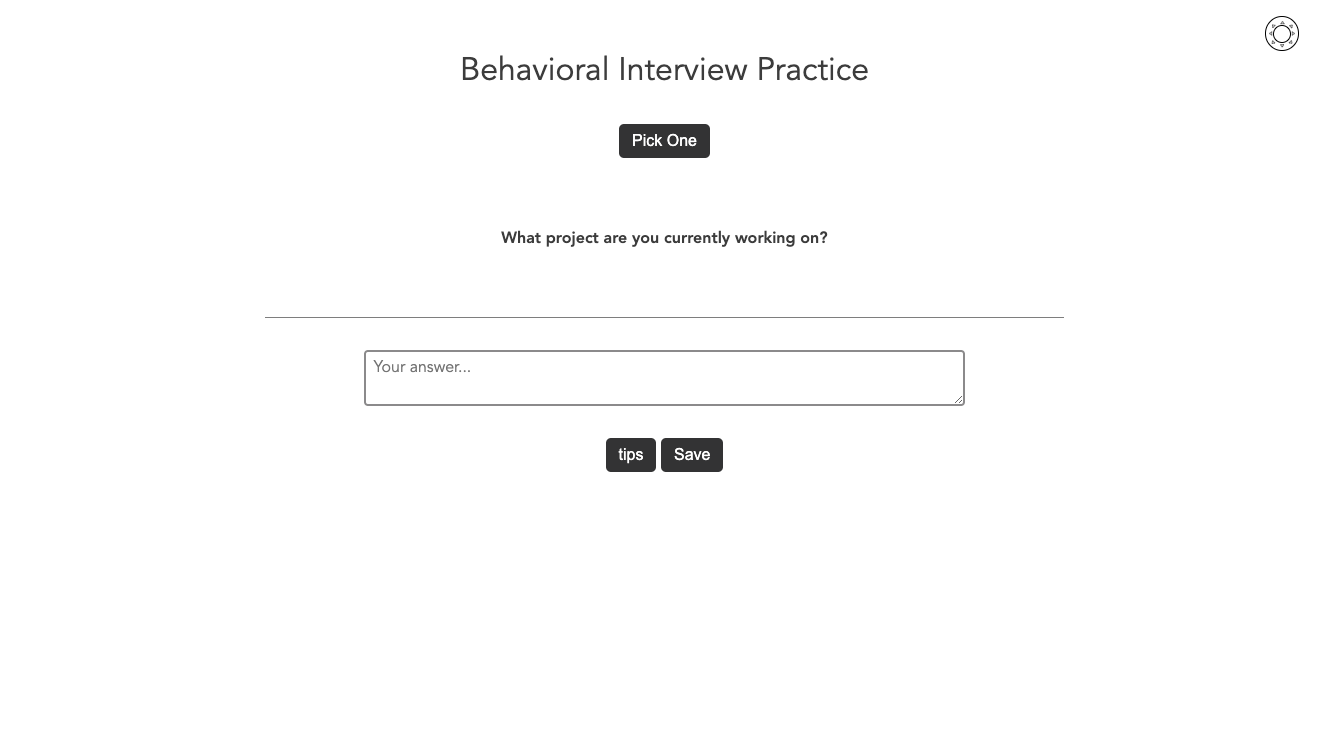 Behavioral Interview Practice
Pick One
What project are you currently working on?
Your answer...
tips Save